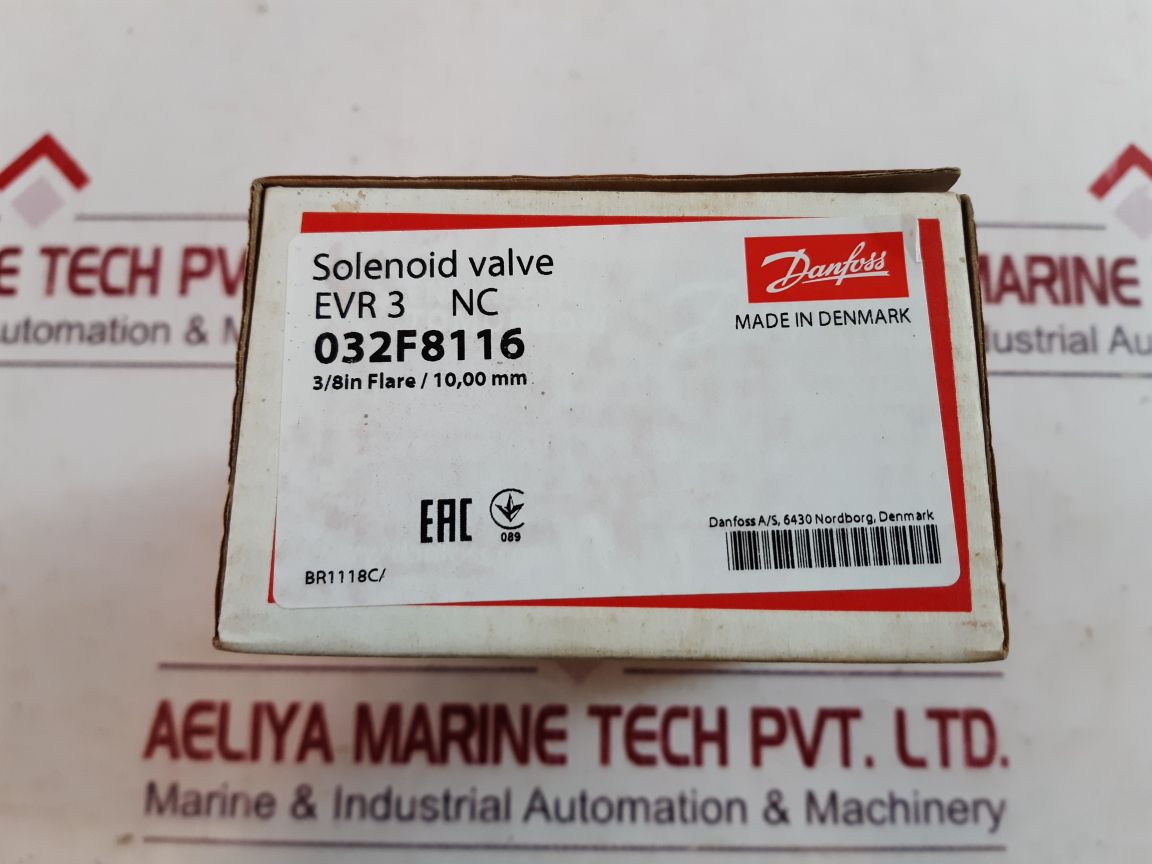 E TECH PV
utomation & M
MARINE
dustrial Au
Solenoid valve
EVR 3 NC
032F8116
3/8in Flare / 10,00 mm
Danfoss
MADE IN DENMARK
EAC
089
BR1118C/
Danfoss A/S, 6430 Nordborg, Denmark
AELIYA MARINE TECH PVT. LTD.
Marine & Industrial Automation & Machinery